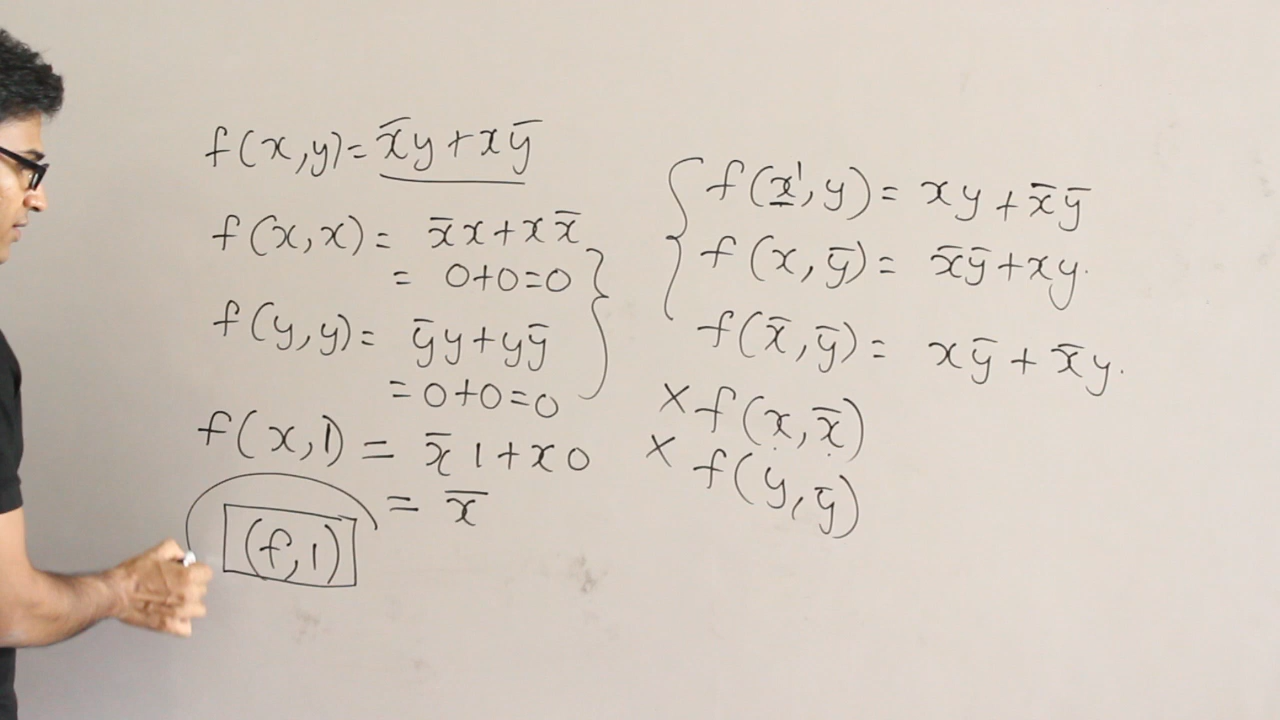 f(x,y)= x̄y+xȳ
f(x,x)= x̄x+xx̄
= 0+0=0
f(y,y)= ȳy+yȳ
=0+0=0
f(x,1) = x̄1+x0
= x̄
(f,1)
f(x',y)= xy+x̄ȳ
f(x,ȳ)= x̄ȳ+xy.
f(x̄,ȳ)= xȳ+x̄y.
×f(x,x̄)
×f(y,ȳ)